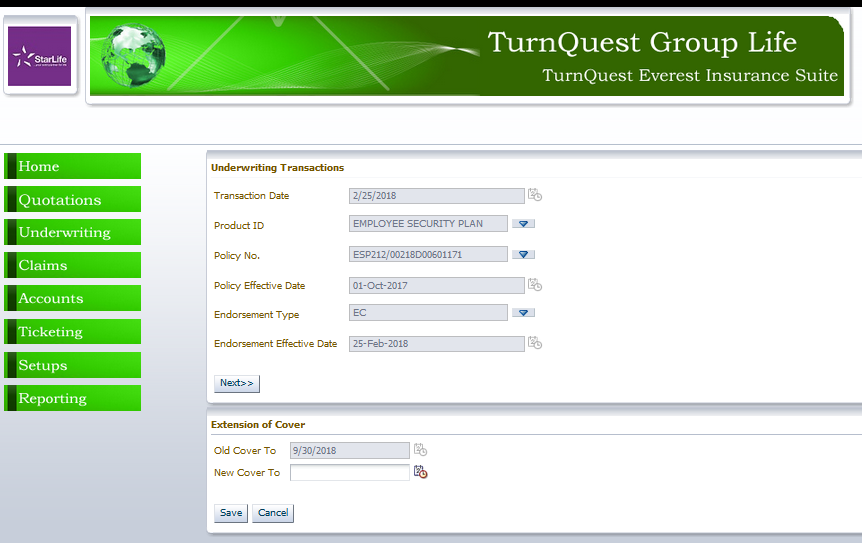 StarLife
TurnQuest Group Life
TurnQuest Everest Insurance Suite
Home
Quotations
Underwriting
Claims
Accounts
Ticketing
Setups
Reporting
Underwriting Transactions
Transaction Date 2/25/2018
Product ID EMPLOYEE SECURITY PLAN
Policy No. ESP212/00218D00601171
Policy Effective Date 01-Oct-2017
Endorsement Type EC
Endorsement Effective Date 25-Feb-2018
Next>>
Extension of Cover
Old Cover To 9/30/2018
New Cover To
Save Cancel